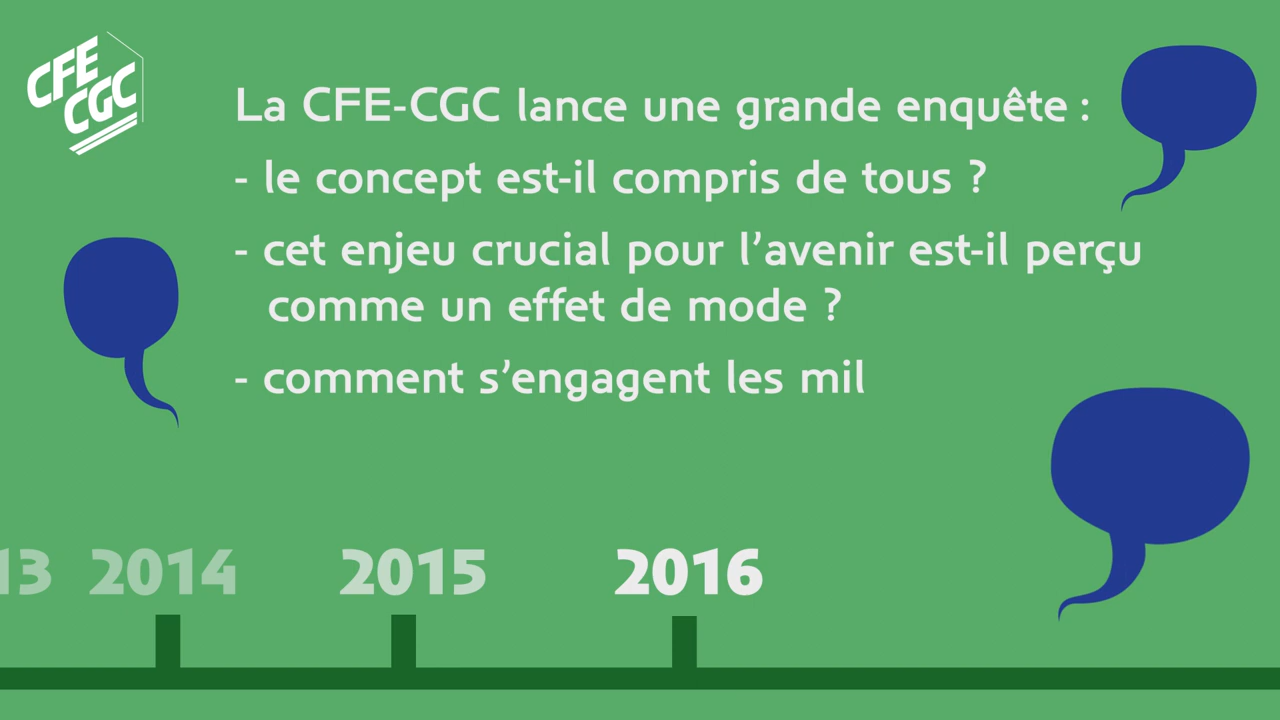 CFE
CGC
La CFE-CGC lance une grande enquête :
- le concept est-il compris de tous ?
- cet enjeu crucial pour l’avenir est-il perçu
comme un effet de mode ?
- comment s’engagent les mil
13 2014 2015 2016